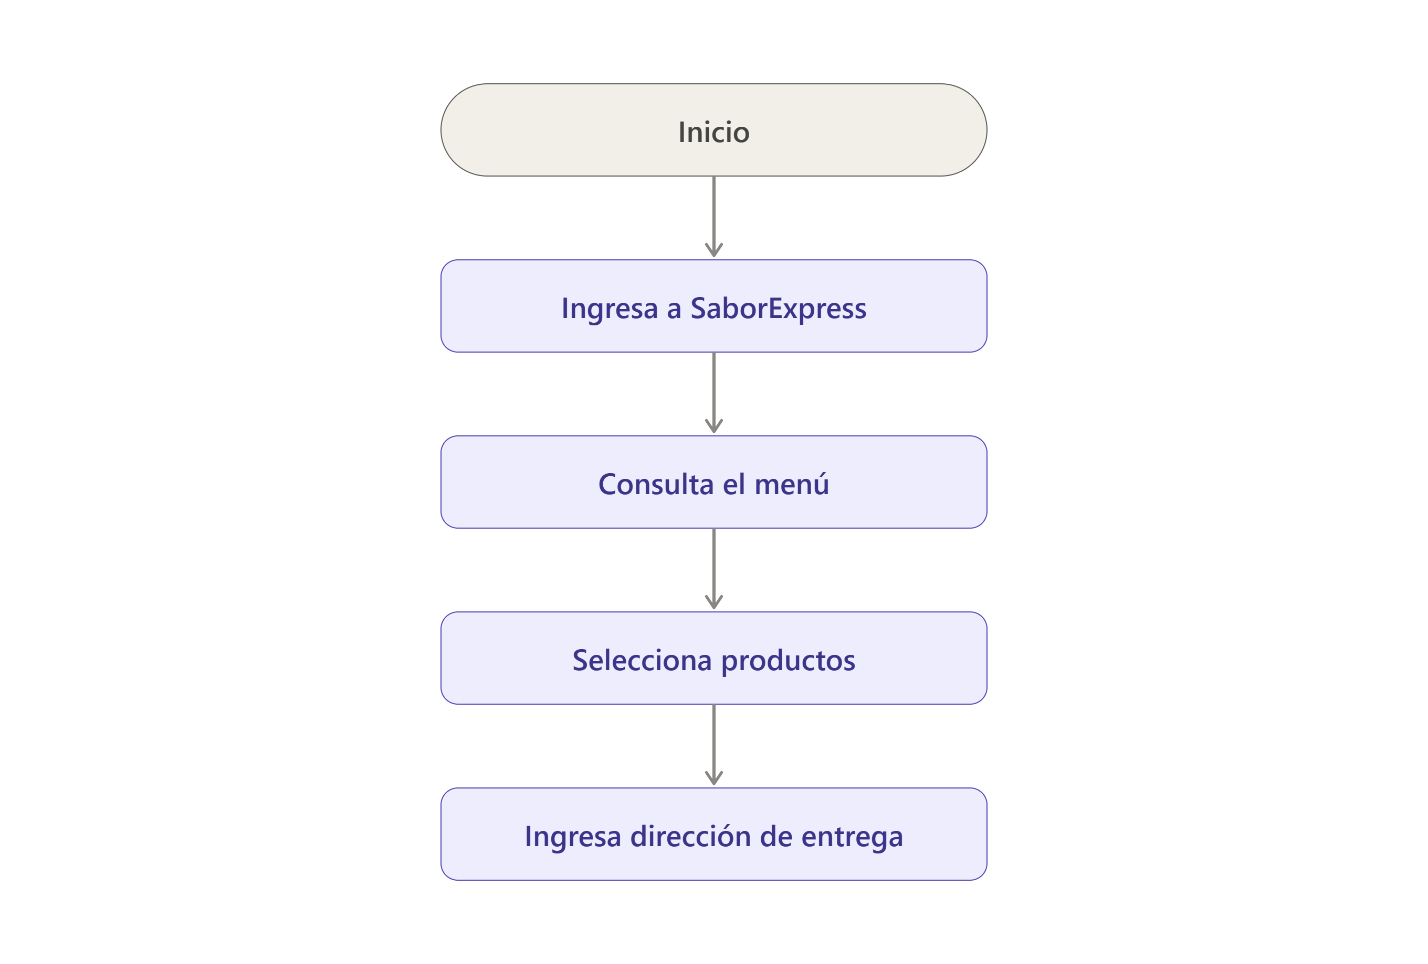 Inicio
Ingresa a SaborExpress
Consulta el menú
Selecciona productos
Ingresa dirección de entrega